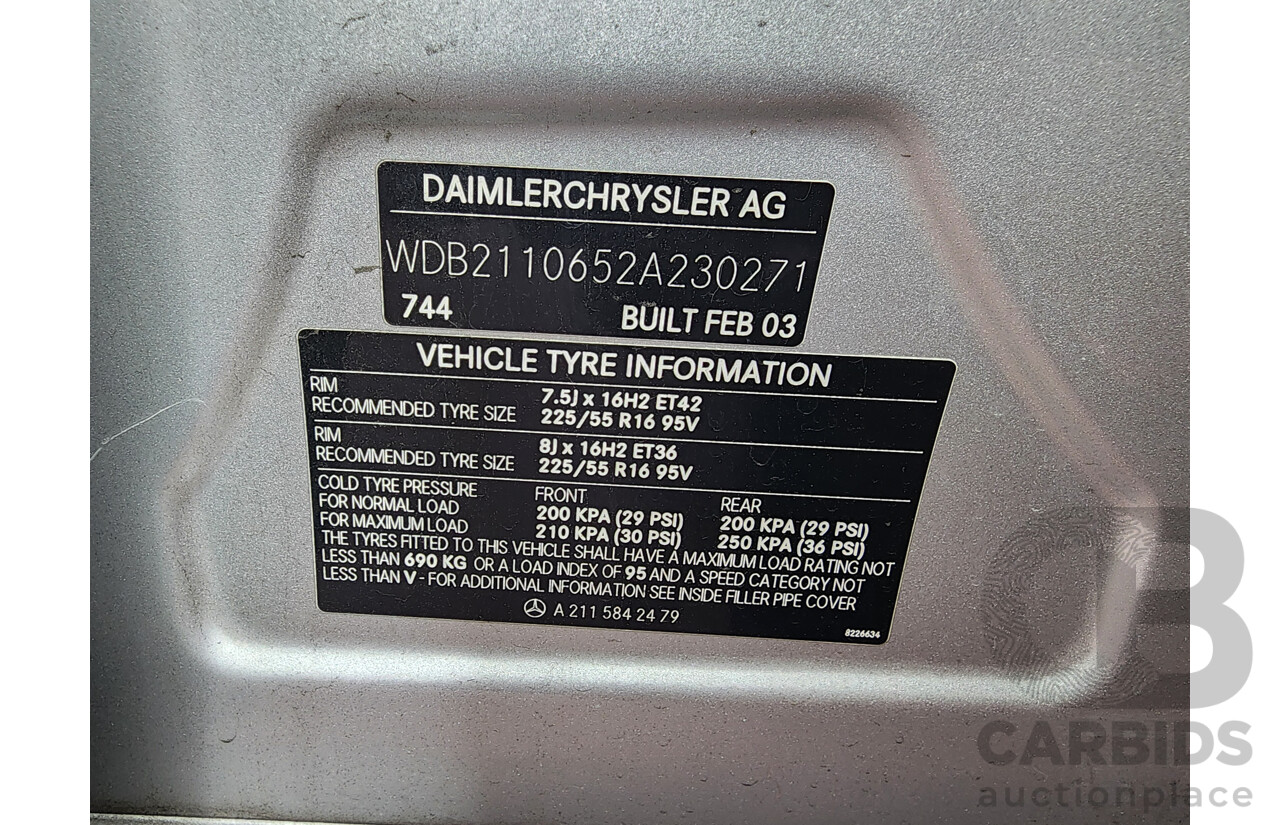 DAIMLERCHRYSLER AG
WDB2110652A230271
744 BUILT FEB 03
VEHICLE TYRE INFORMATION
RIM 7.5J x 16H2 ET42
RECOMMENDED TYRE SIZE 225/55 R16 95V
RIM 8J x 16H2 ET36
RECOMMENDED TYRE SIZE 225/55 R16 95V
COLD TYRE PRESSURE FRONT REAR
FOR NORMAL LOAD 200 KPA (29 PSI) 200 KPA (29 PSI)
FOR MAXIMUM LOAD 210 KPA (30 PSI) 250 KPA (36 PSI)
THE TYRES FITTED TO THIS VEHICLE SHALL HAVE A MAXIMUM LOAD RATING NOT
LESS THAN 690 KG OR A LOAD INDEX OF 95 AND A SPEED CATEGORY NOT
LESS THAN V - FOR ADDITIONAL INFORMATION SEE INSIDE FILLER PIPE COVER
A 211 584 24 79
8226634
CARBIDS
auctionplace